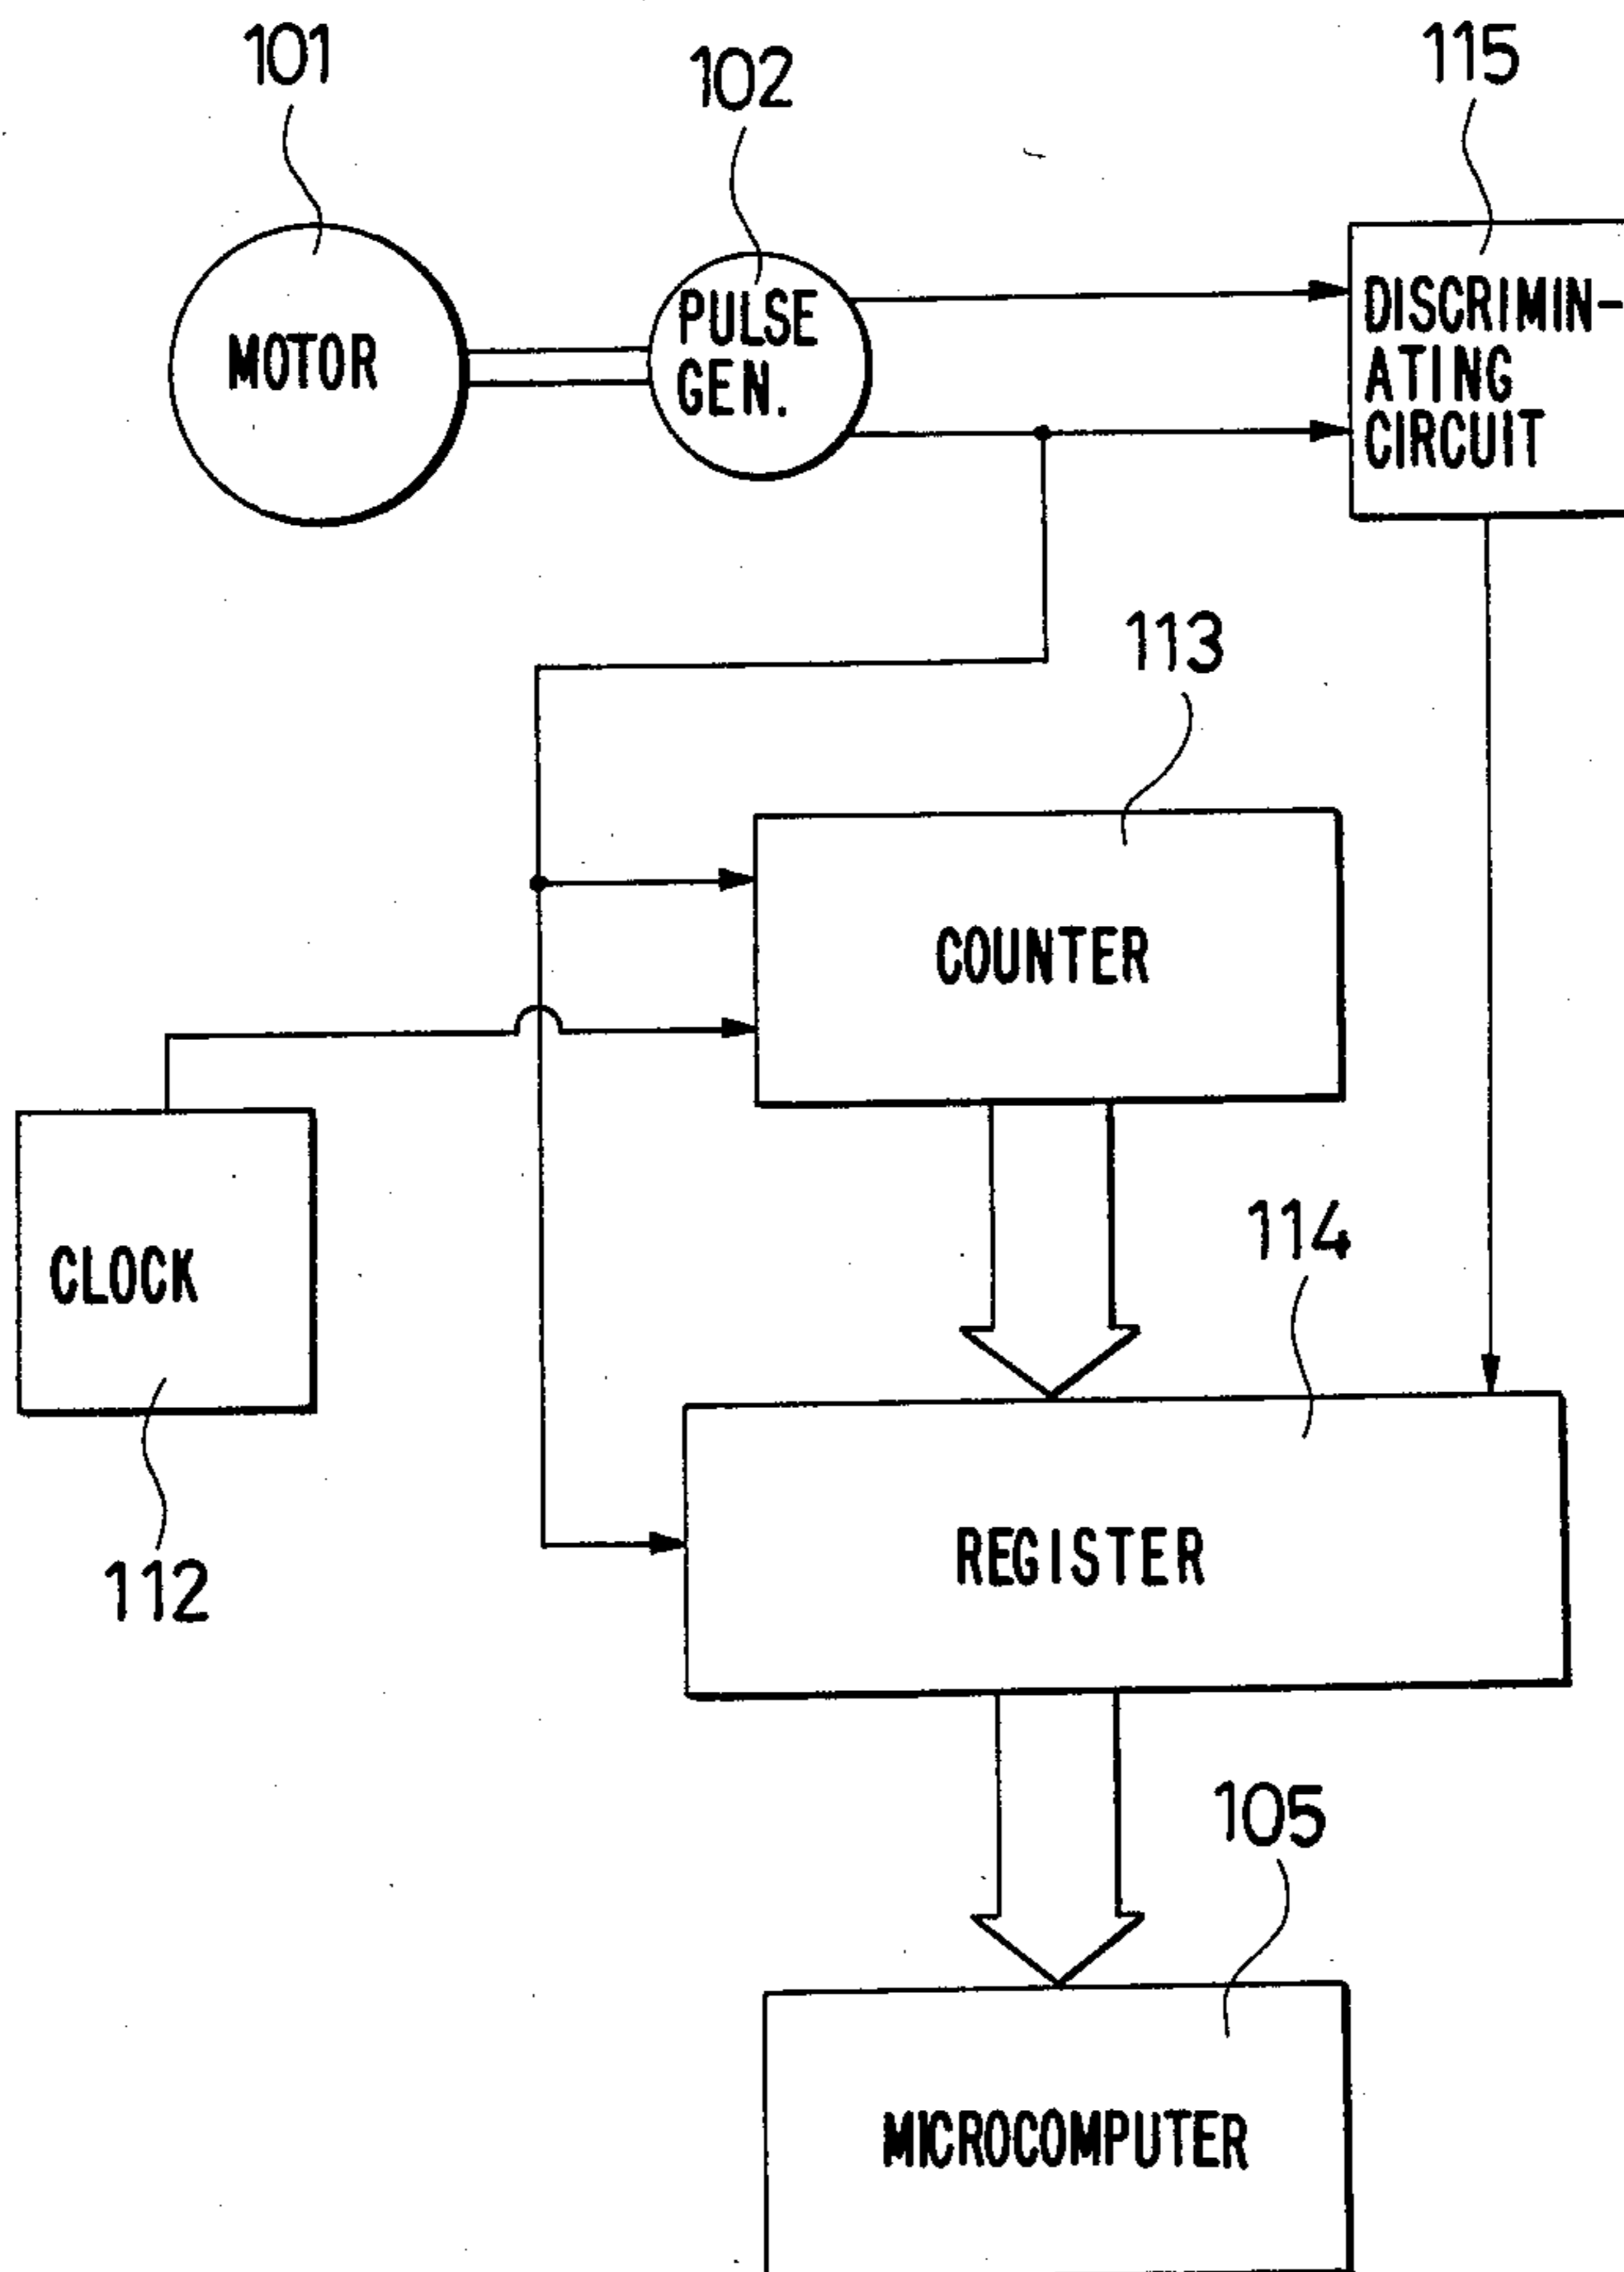 101
102
115
MOTOR
PULSE
GEN.
DISCRIMIN-
ATING
CIRCUIT
113
COUNTER
114
CLOCK
112
REGISTER
105
MICROCOMPUTER